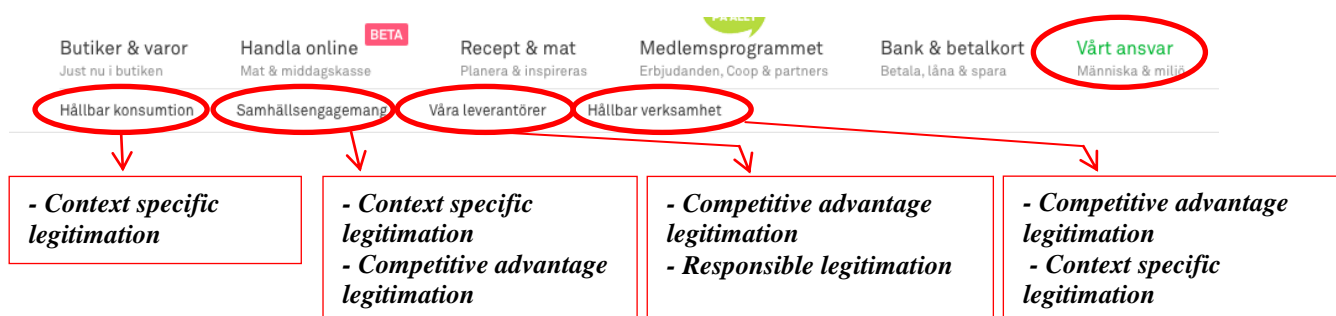 PÅ ALLT
BETA
Butiker & varor Handla online Recept & mat Medlemsprogrammet Bank & betalkort Vårt ansvar
Just nu i butiken Mat & middagskasse Planera & inspireras Erbjudanden, Coop & partners Betala, låna & spara Människa & miljö
Hållbar konsumtion Samhällsengagemang Våra leverantörer Hållbar verksamhet
- Context specific
legitimation
- Context specific
legitimation
- Competitive advantage
legitimation
- Competitive advantage
legitimation
- Responsible legitimation
- Competitive advantage
legitimation
- Context specific
legitimation